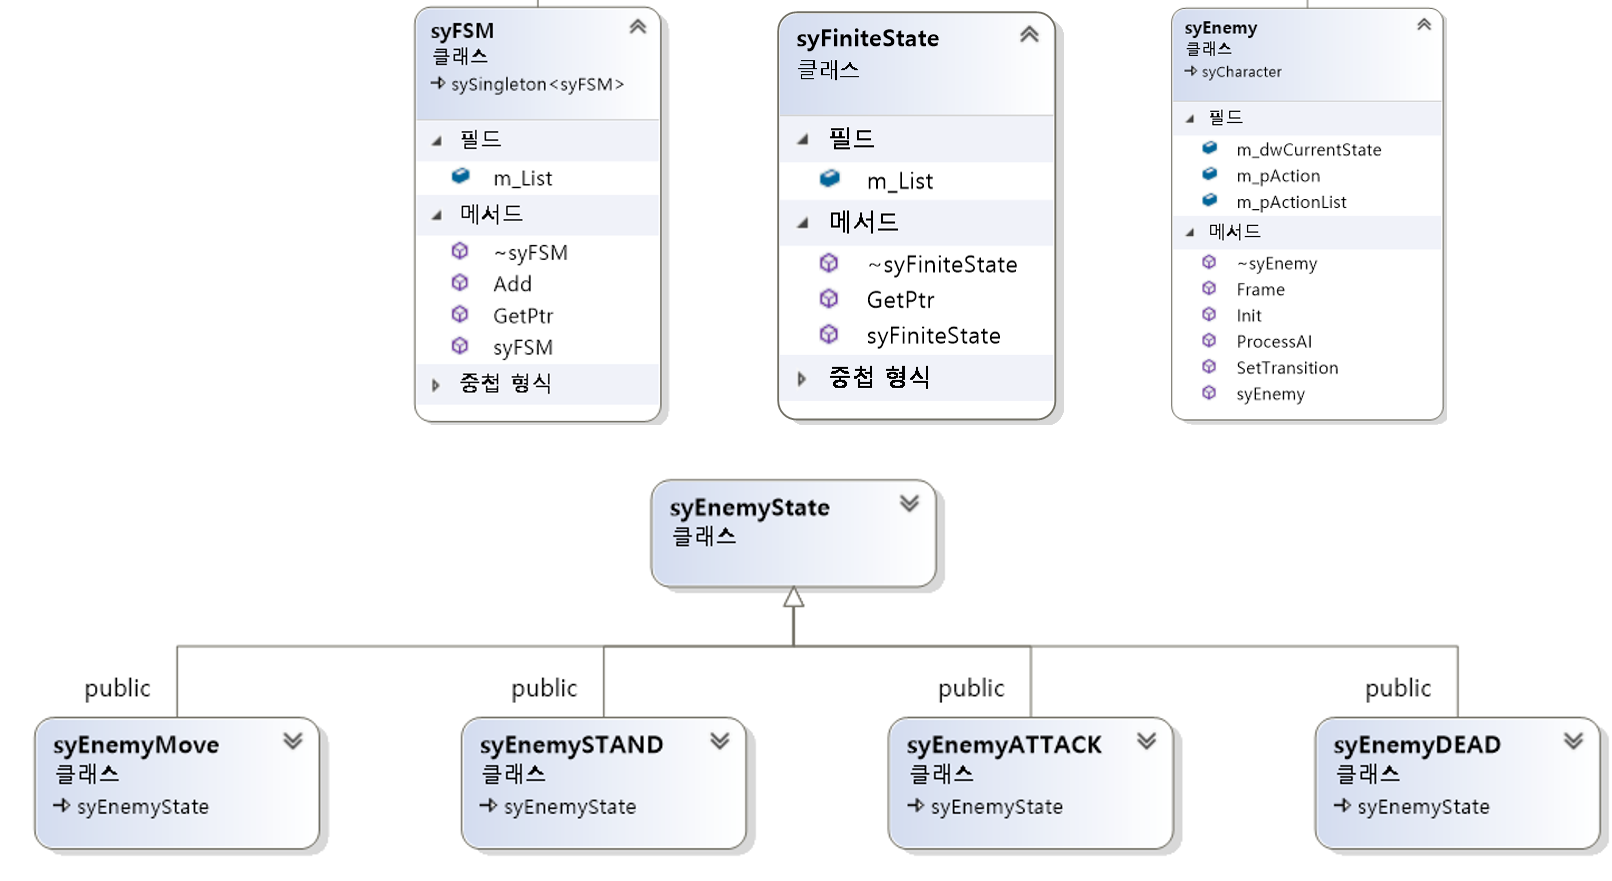 syFSM
클래스
sySingleton<syFSM>
필드
m_List
메서드
~syFSM
Add
GetPtr
syFSM
중첩 형식
syFiniteState
클래스
필드
m_List
메서드
~syFiniteState
GetPtr
syFiniteState
중첩 형식
syEnemy
클래스
syCharacter
필드
m_dwCurrentState
m_pAction
m_pActionList
메서드
~syEnemy
Frame
Init
ProcessAI
SetTransition
syEnemy
syEnemyState
클래스
public
public
public
public
syEnemyMove
클래스
syEnemyState
syEnemySTAND
클래스
syEnemyState
syEnemyATTACK
클래스
syEnemyState
syEnemyDEAD
클래스
syEnemyState